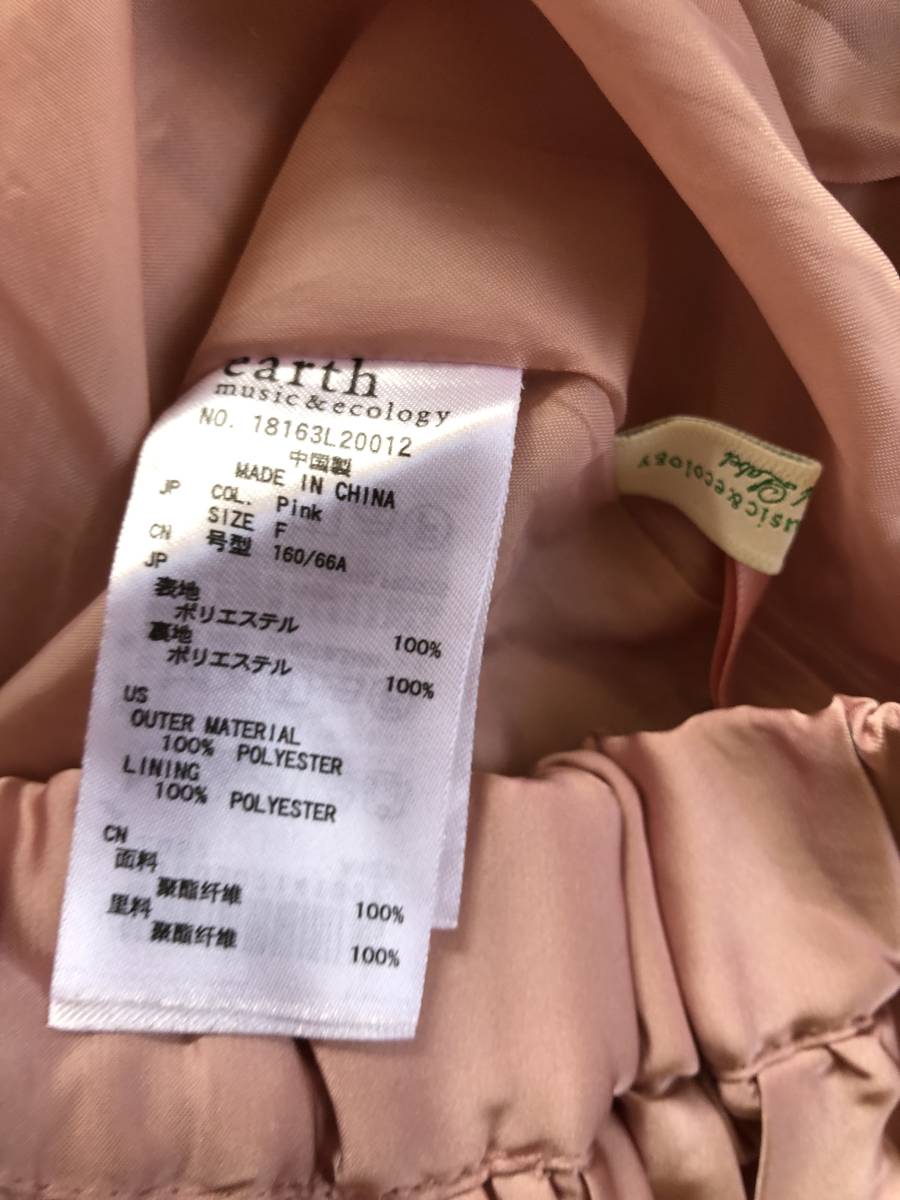 earth
music&ecology
NO. 18163L20012
中国製
MADE IN CHINA
JP COL. Pink
SIZE F
CN 号型 160/66A
JP
表地
ポリエステル 100%
裏地
ポリエステル 100%
US
OUTER MATERIAL
100% POLYESTER
LINING
100% POLYESTER
CN
面料
聚酯纤维 100%
里料
聚酯纤维 100%
usic&ecology
Label